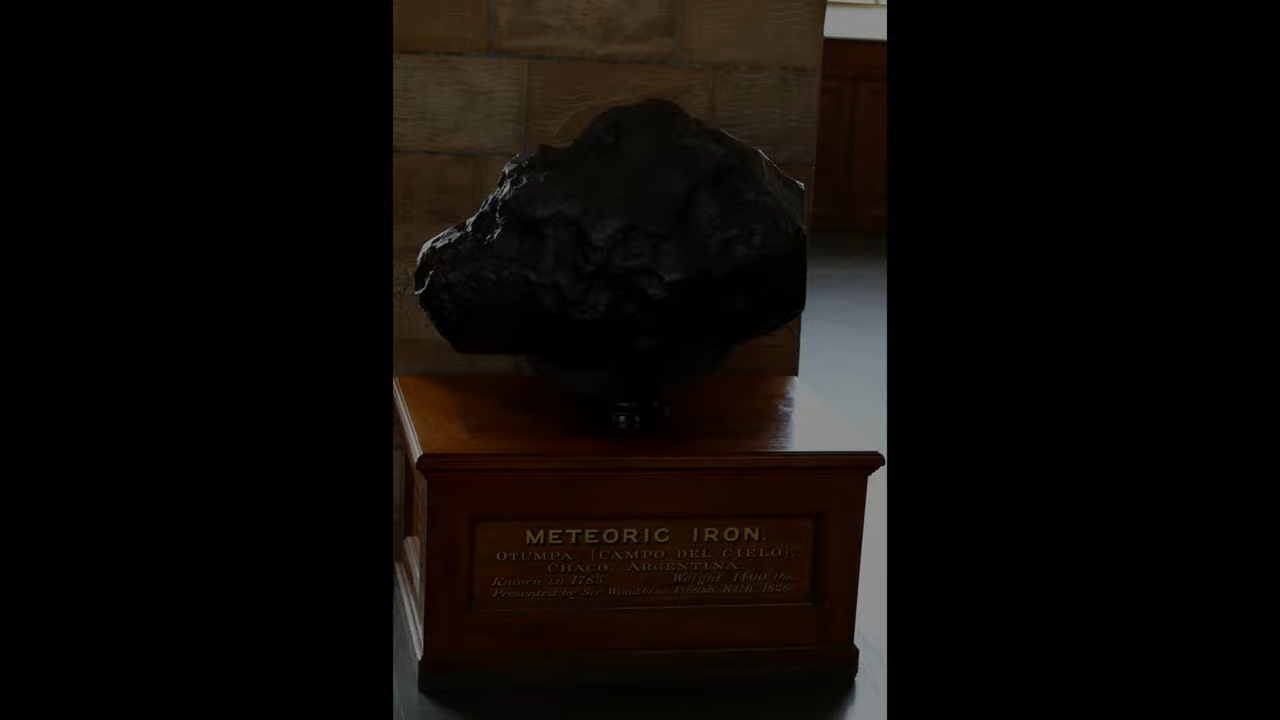 METEORIC IRON.
OTUMPA [CAMPO DEL CIELO],
CHACO, ARGENTINA.
Known in 1783 Weight 1400 lbs.
Presented by Sir Woodbine Parish, K.C.H. 1826